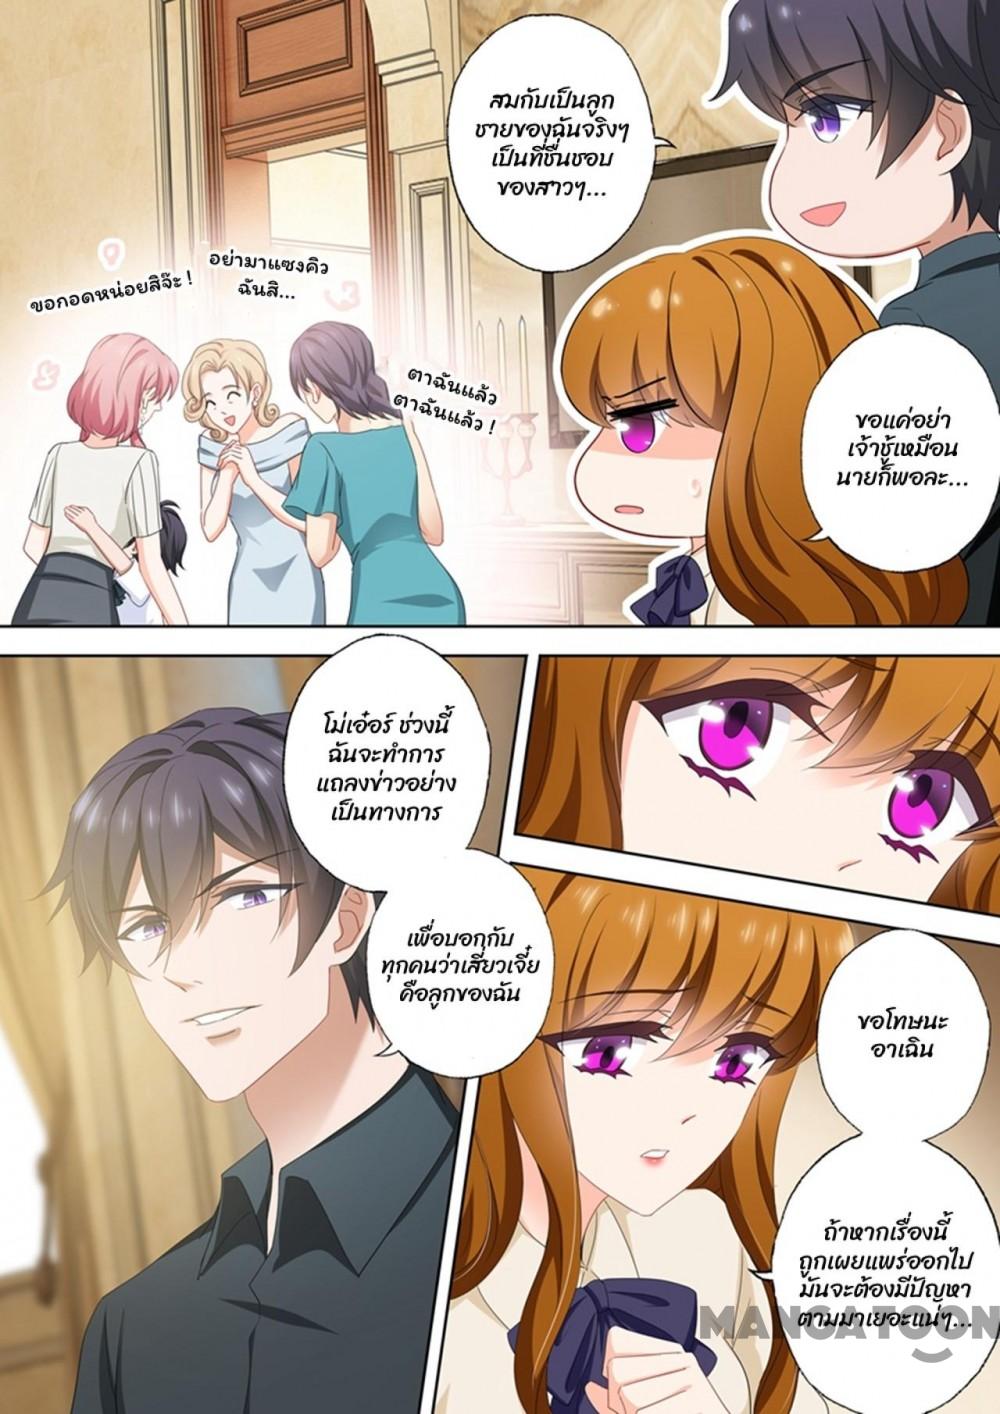 สมกับเป็นลูก
ชายของฉันจริงๆ
เป็นที่ชื่นชอบ
ของสาวๆ...
ขอกอดหน่อยสิจ๊ะ !
อย่ามาแซงคิว
ฉันสิ...
ตาฉันแล้ว
ตาฉันแล้ว !
ขอแค่อย่า
เจ้าชู้เหมือน
นายก็พอละ...
โม่เอ๋อร์ ช่วงนี้
ฉันจะทำการ
แถลงข่าวอย่าง
เป็นทางการ
เพื่อบอกกับ
ทุกคนว่าเสี่ยวเจี๋ย
คือลูกของฉัน
ขอโทษนะ
อาเฉิน
ถ้าหากเรื่องนี้
ถูกเผยแพร่ออกไป
มันจะต้องมีปัญหา
ตามมาเยอะแน่ๆ...
MANGATOON